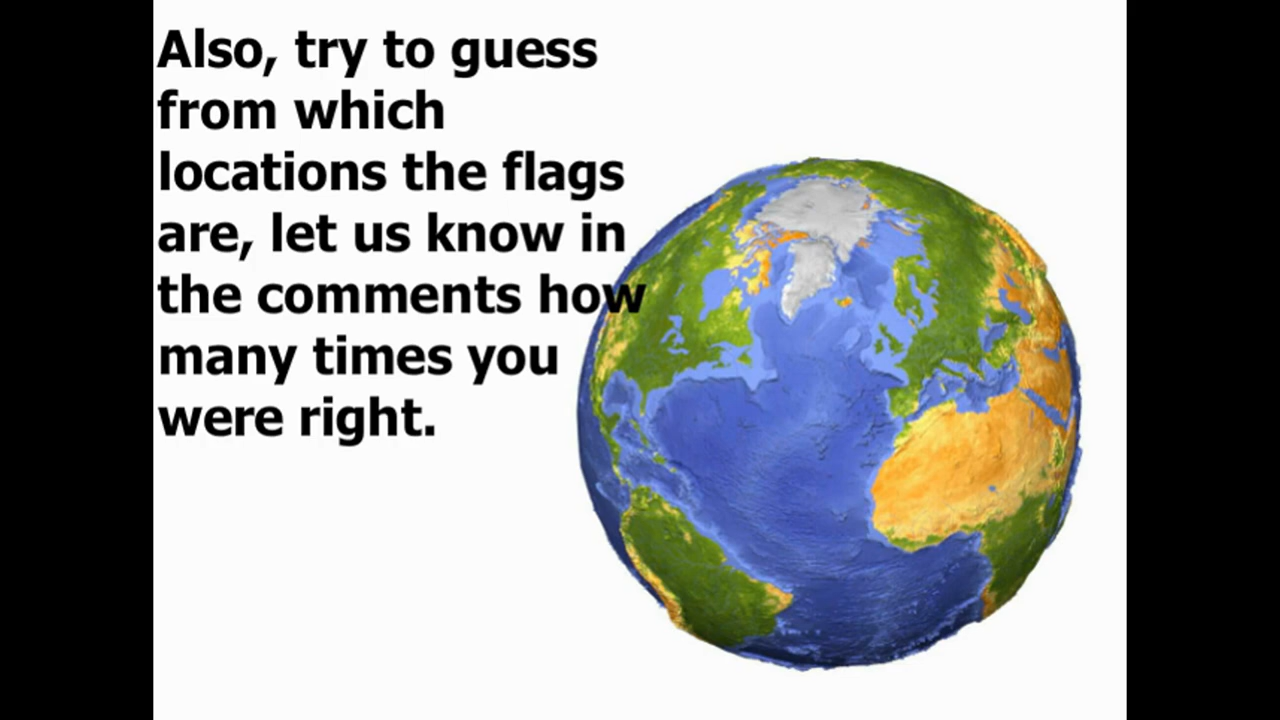 Also, try to guess
from which
locations the flags
are, let us know in
the comments how
many times you
were right.